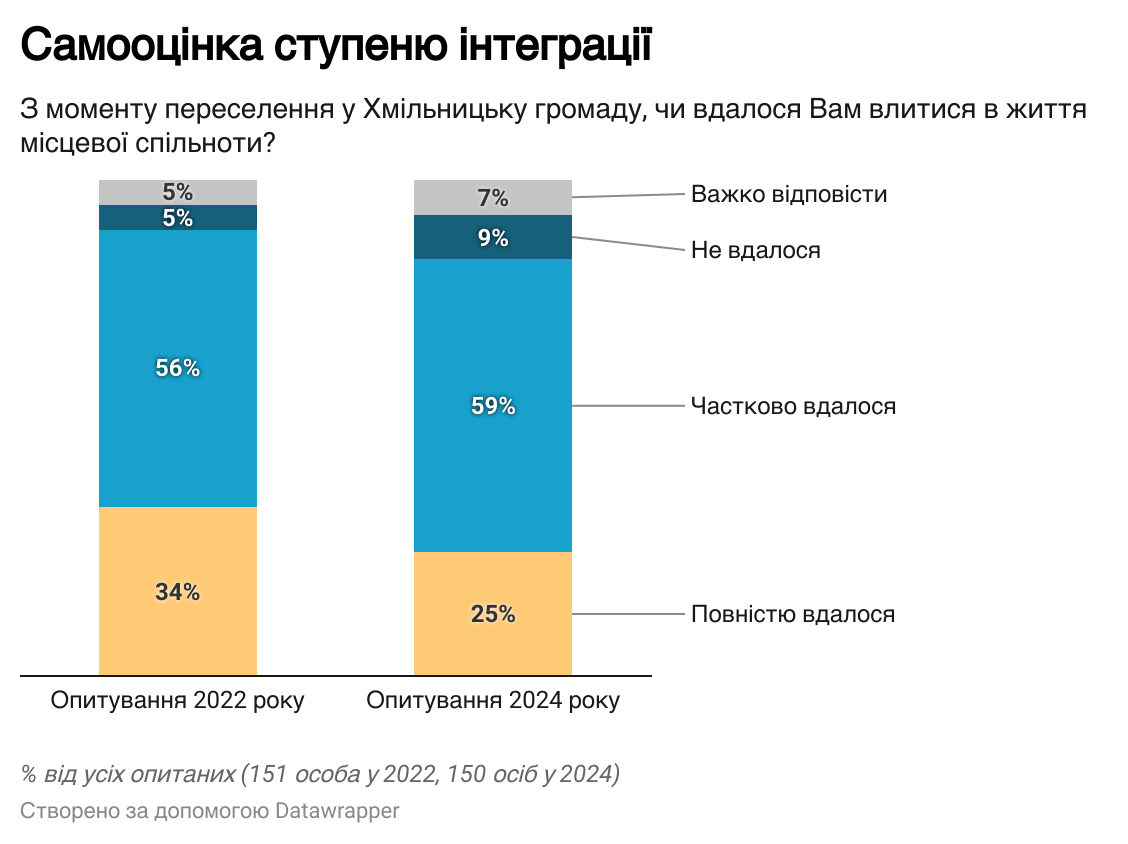 Самооцінка ступеню інтеграції
З моменту переселення у Хмільницьку громаду, чи вдалося Вам влитися в життя
місцевої спільноти?
5%
5%
56%
34%
7%
9%
59%
25%
Важко відповісти
Не вдалося
Частково вдалося
Повністю вдалося
Опитування 2022 року
Опитування 2024 року
% від усіх опитаних (151 особа у 2022, 150 осіб у 2024)
Створено за допомогою Datawrapper